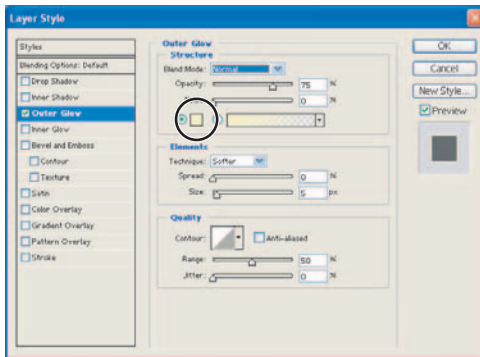 Layer Style
Styles
Blending Options: Default
Drop Shadow
Inner Shadow
Outer Glow
Inner Glow
Bevel and Emboss
Contour
Texture
Satin
Color Overlay
Gradient Overlay
Pattern Overlay
Stroke
Outer Glow
Structure
Blend Mode: Normal
Opacity: 75 %
0 %
Elements
Technique: Softer
Spread: 0 %
Size: 5 px
Quality
Contour: Anti-aliased
Range: 50 %
Jitter: 0 %
OK
Cancel
New Style...
Preview